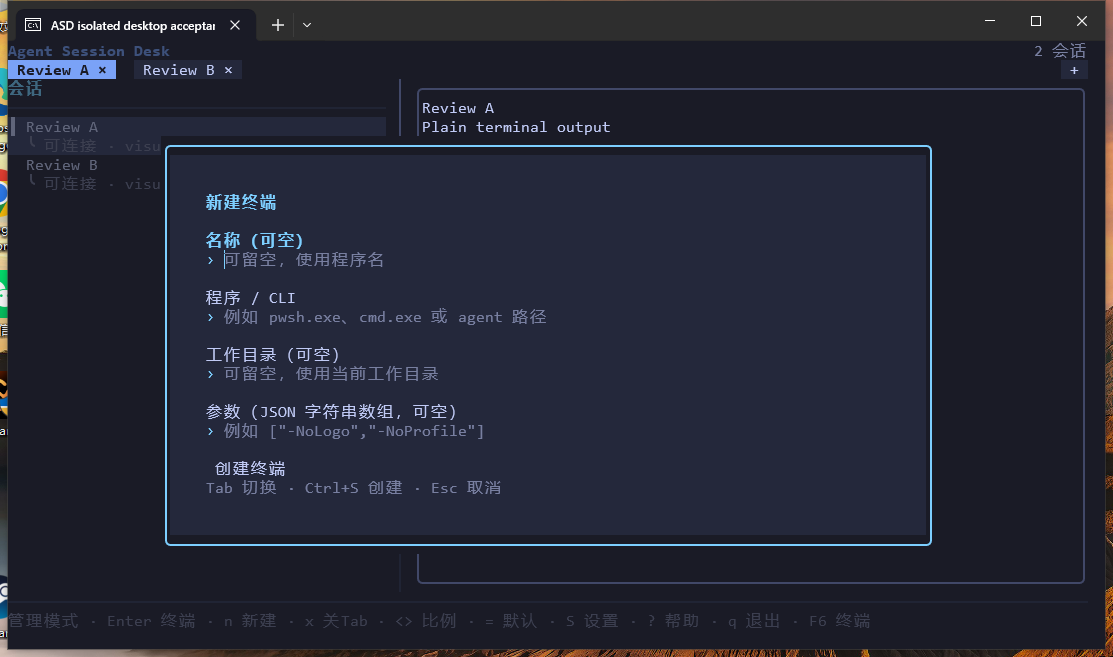 ASD isolated desktop acceptar
Agent Session Desk
2 会话
Review A ×
Review B ×
+
会话
Review A
可连接 · visu
Review B
可连接 · visu
Review A
Plain terminal output
新建终端
名称 (可空)
› 可留空, 使用程序名
程序 / CLI
› 例如 pwsh.exe、cmd.exe 或 agent 路径
工作目录 (可空)
› 可留空, 使用当前工作目录
参数 (JSON 字符串数组, 可空)
› 例如 ["-NoLogo","-NoProfile"]
创建终端
Tab 切换 · Ctrl+S 创建 · Esc 取消
管理模式 · Enter 终端 · n 新建 · x 关Tab · <> 比例 · = 默认 · S 设置 · ? 帮助 · q 退出 · F6 终端